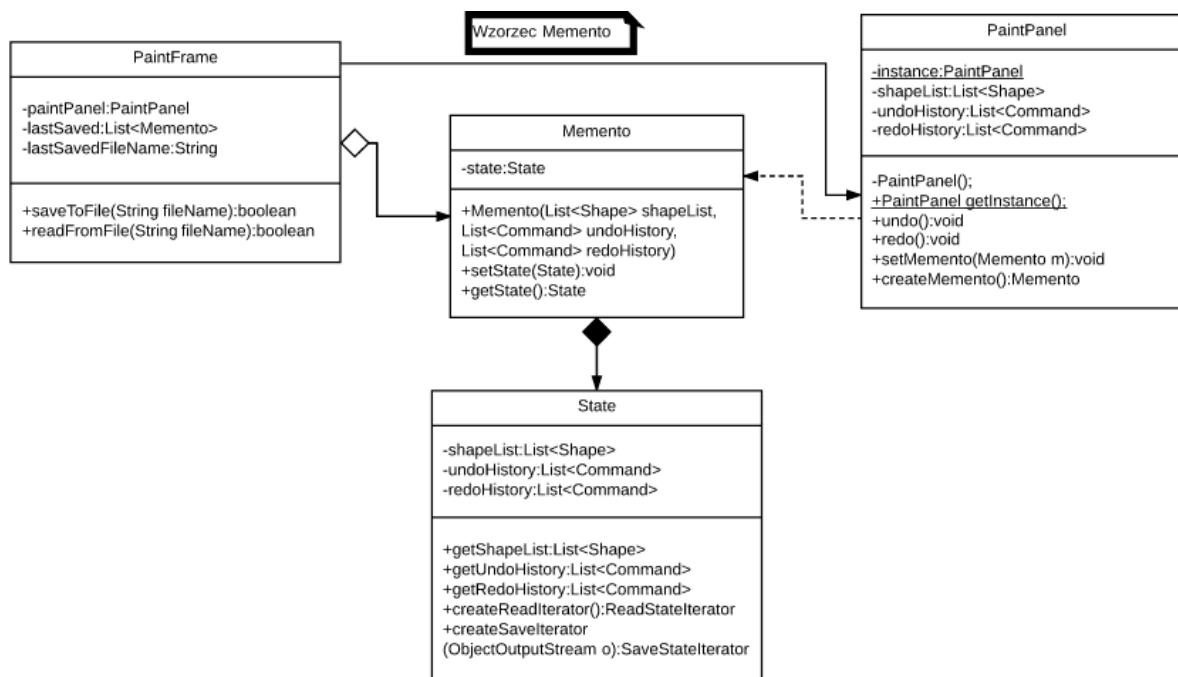 Wzorzec Memento
PaintFrame
-paintPanel:PaintPanel
-lastSaved:List<Memento>
-lastSavedFileName:String
+saveToFile(String fileName):boolean
+readFromFile(String fileName):boolean
Memento
-state:State
+Memento(List<Shape> shapeList,
List<Command> undoHistory,
List<Command> redoHistory)
+setState(State):void
+getState():State
PaintPanel
-instance:PaintPanel
-shapeList:List<Shape>
-undoHistory:List<Command>
-redoHistory:List<Command>
-PaintPanel();
+PaintPanel getInstance();
+undo():void
+redo():void
+setMemento(Memento m):void
+createMemento():Memento
State
-shapeList:List<Shape>
-undoHistory:List<Command>
-redoHistory:List<Command>
+getShapeList:List<Shape>
+getUndoHistory:List<Command>
+getRedoHistory:List<Command>
+createReadIterator():ReadStateIterator
+createSaveIterator
(ObjectOutputStream o):SaveStateIterator